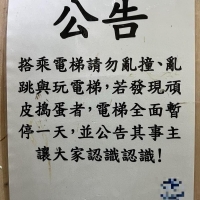 公告
搭乘電梯請勿亂撞、亂
跳與玩電梯，若發現頑
皮搗蛋者，電梯全面暫
停一天，並公告其事主
讓大家認識認識！